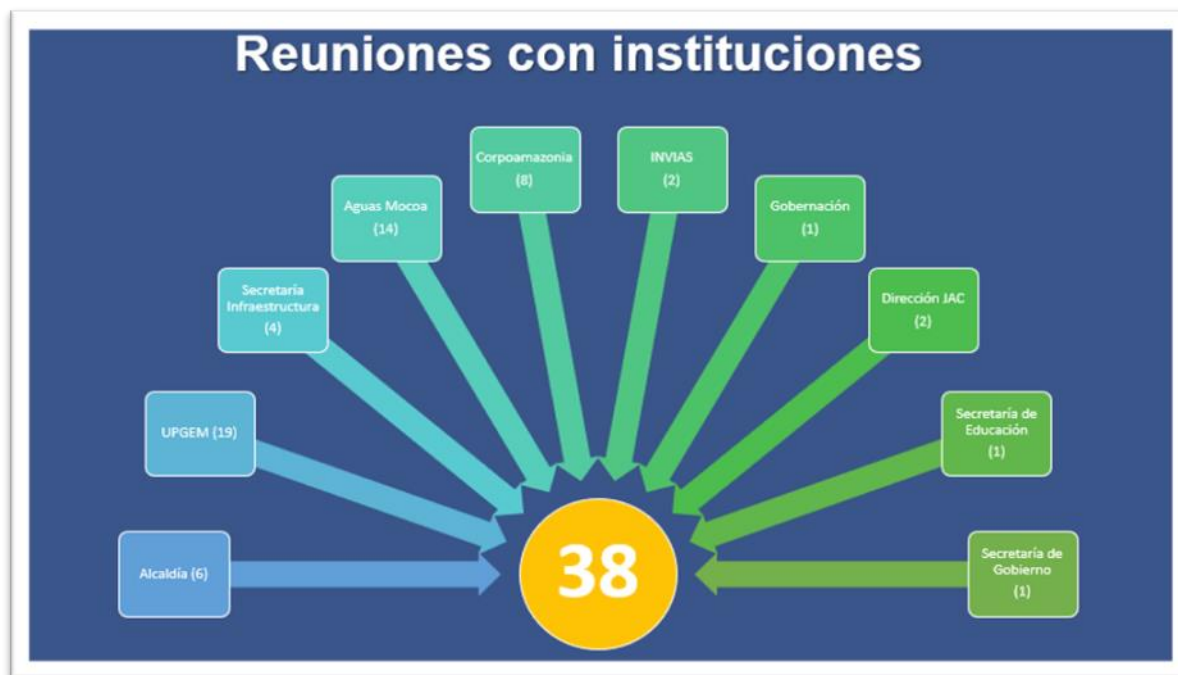 Reuniones con instituciones
Corpoamazonia
(8)
INVIAS
(2)
Aguas Mocoa
(14)
Gobernación
(1)
Secretaría
Infraestructura
(4)
Dirección JAC
(2)
UPGEM (19)
Secretaría de
Educación
(1)
Alcaldía (6)
38
Secretaría de
Gobierno
(1)